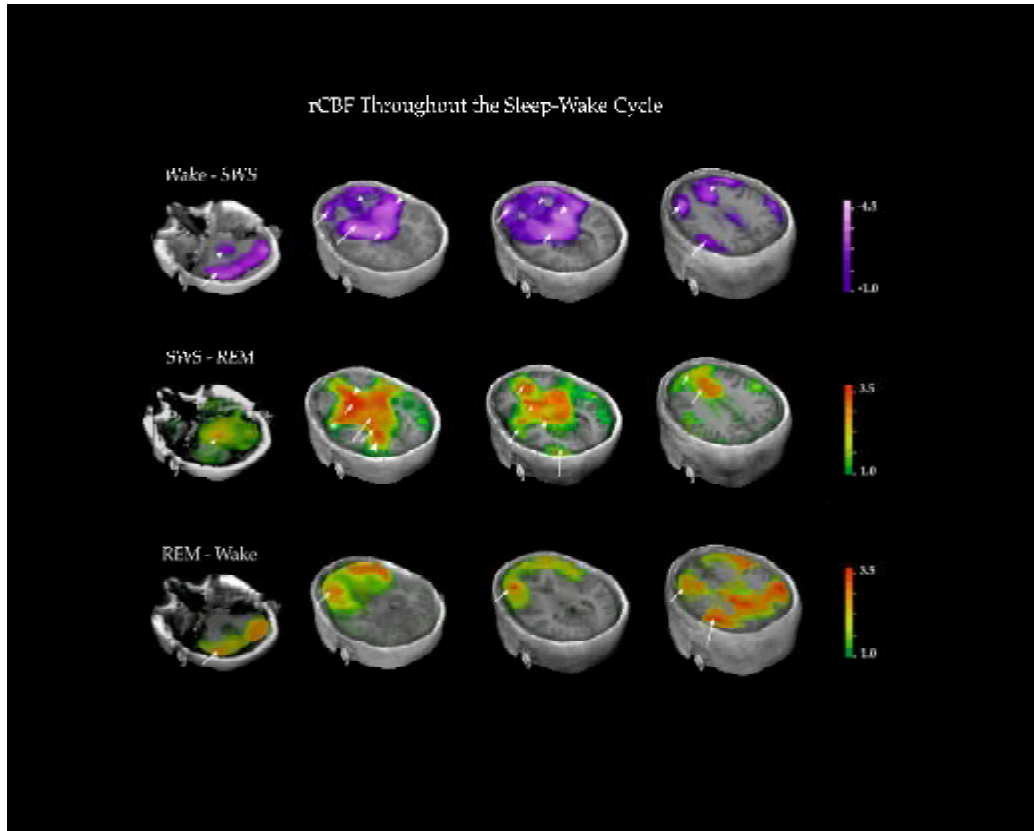 rCBF Throughout the Sleep-Wake Cycle
Wake - SWS
-4.5
-1.0
SWS - REM
3.5
1.0
REM - Wake
3.5
1.0